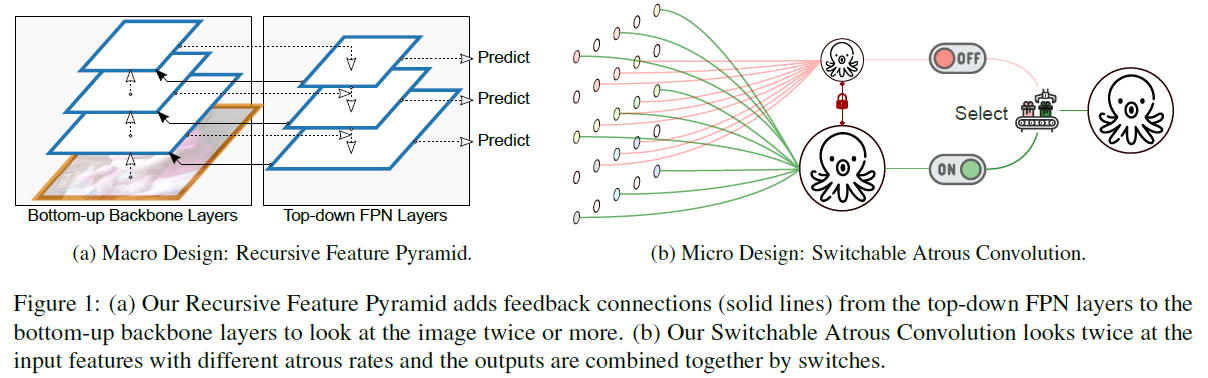 Predict
Predict
Predict
Bottom-up Backbone Layers
Top-down FPN Layers
(a) Macro Design: Recursive Feature Pyramid.
OFF
Select
ON
(b) Micro Design: Switchable Atrous Convolution.
Figure 1: (a) Our Recursive Feature Pyramid adds feedback connections (solid lines) from the top-down FPN layers to the
bottom-up backbone layers to look at the image twice or more. (b) Our Switchable Atrous Convolution looks twice at the
input features with different atrous rates and the outputs are combined together by switches.